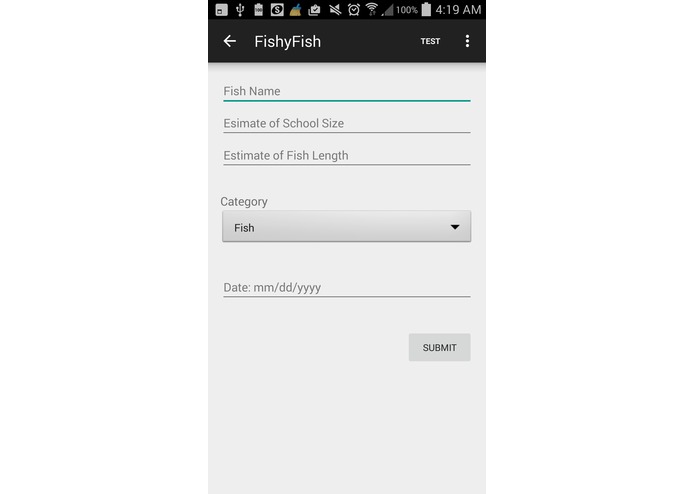 100% 4:19 AM
FishyFish TEST
Fish Name
Esimate of School Size
Estimate of Fish Length
Category
Fish
Date: mm/dd/yyyy
SUBMIT